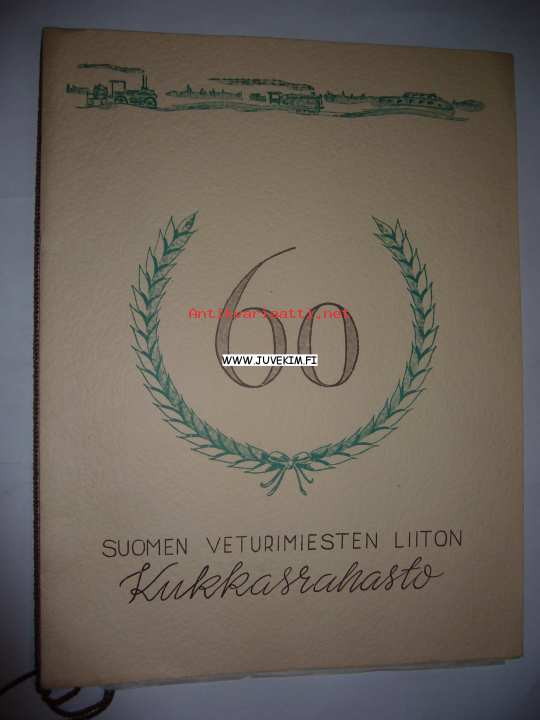 60
Antikvariaatti.net
WWW.JUVEKIM.FI
SUOMEN VETURIMIESTEN LIITON
Kukkasrahasto